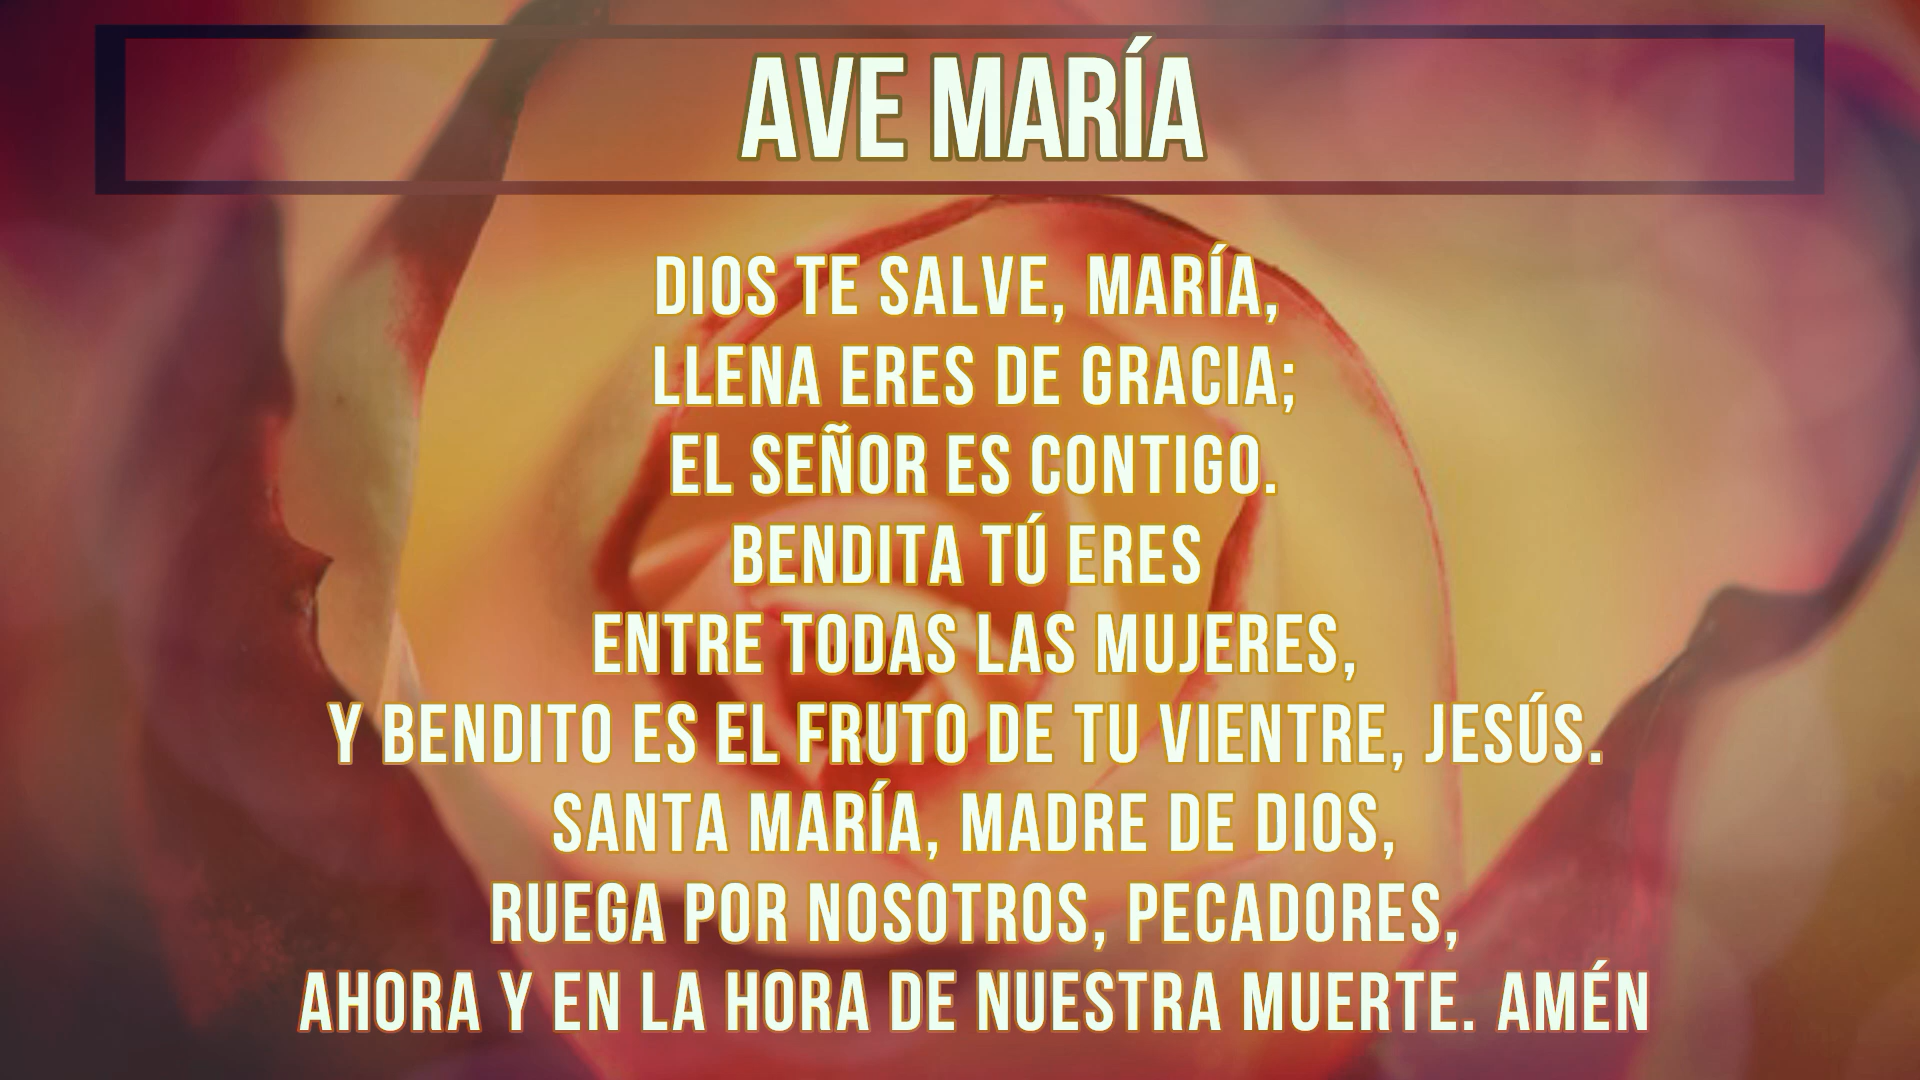 AVE MARÍA
DIOS TE SALVE, MARÍA,
LLENA ERES DE GRACIA;
EL SEÑOR ES CONTIGO.
BENDITA TÚ ERES
ENTRE TODAS LAS MUJERES,
Y BENDITO ES EL FRUTO DE TU VIENTRE, JESÚS.
SANTA MARÍA, MADRE DE DIOS,
RUEGA POR NOSOTROS, PECADORES,
AHORA Y EN LA HORA DE NUESTRA MUERTE. AMÉN